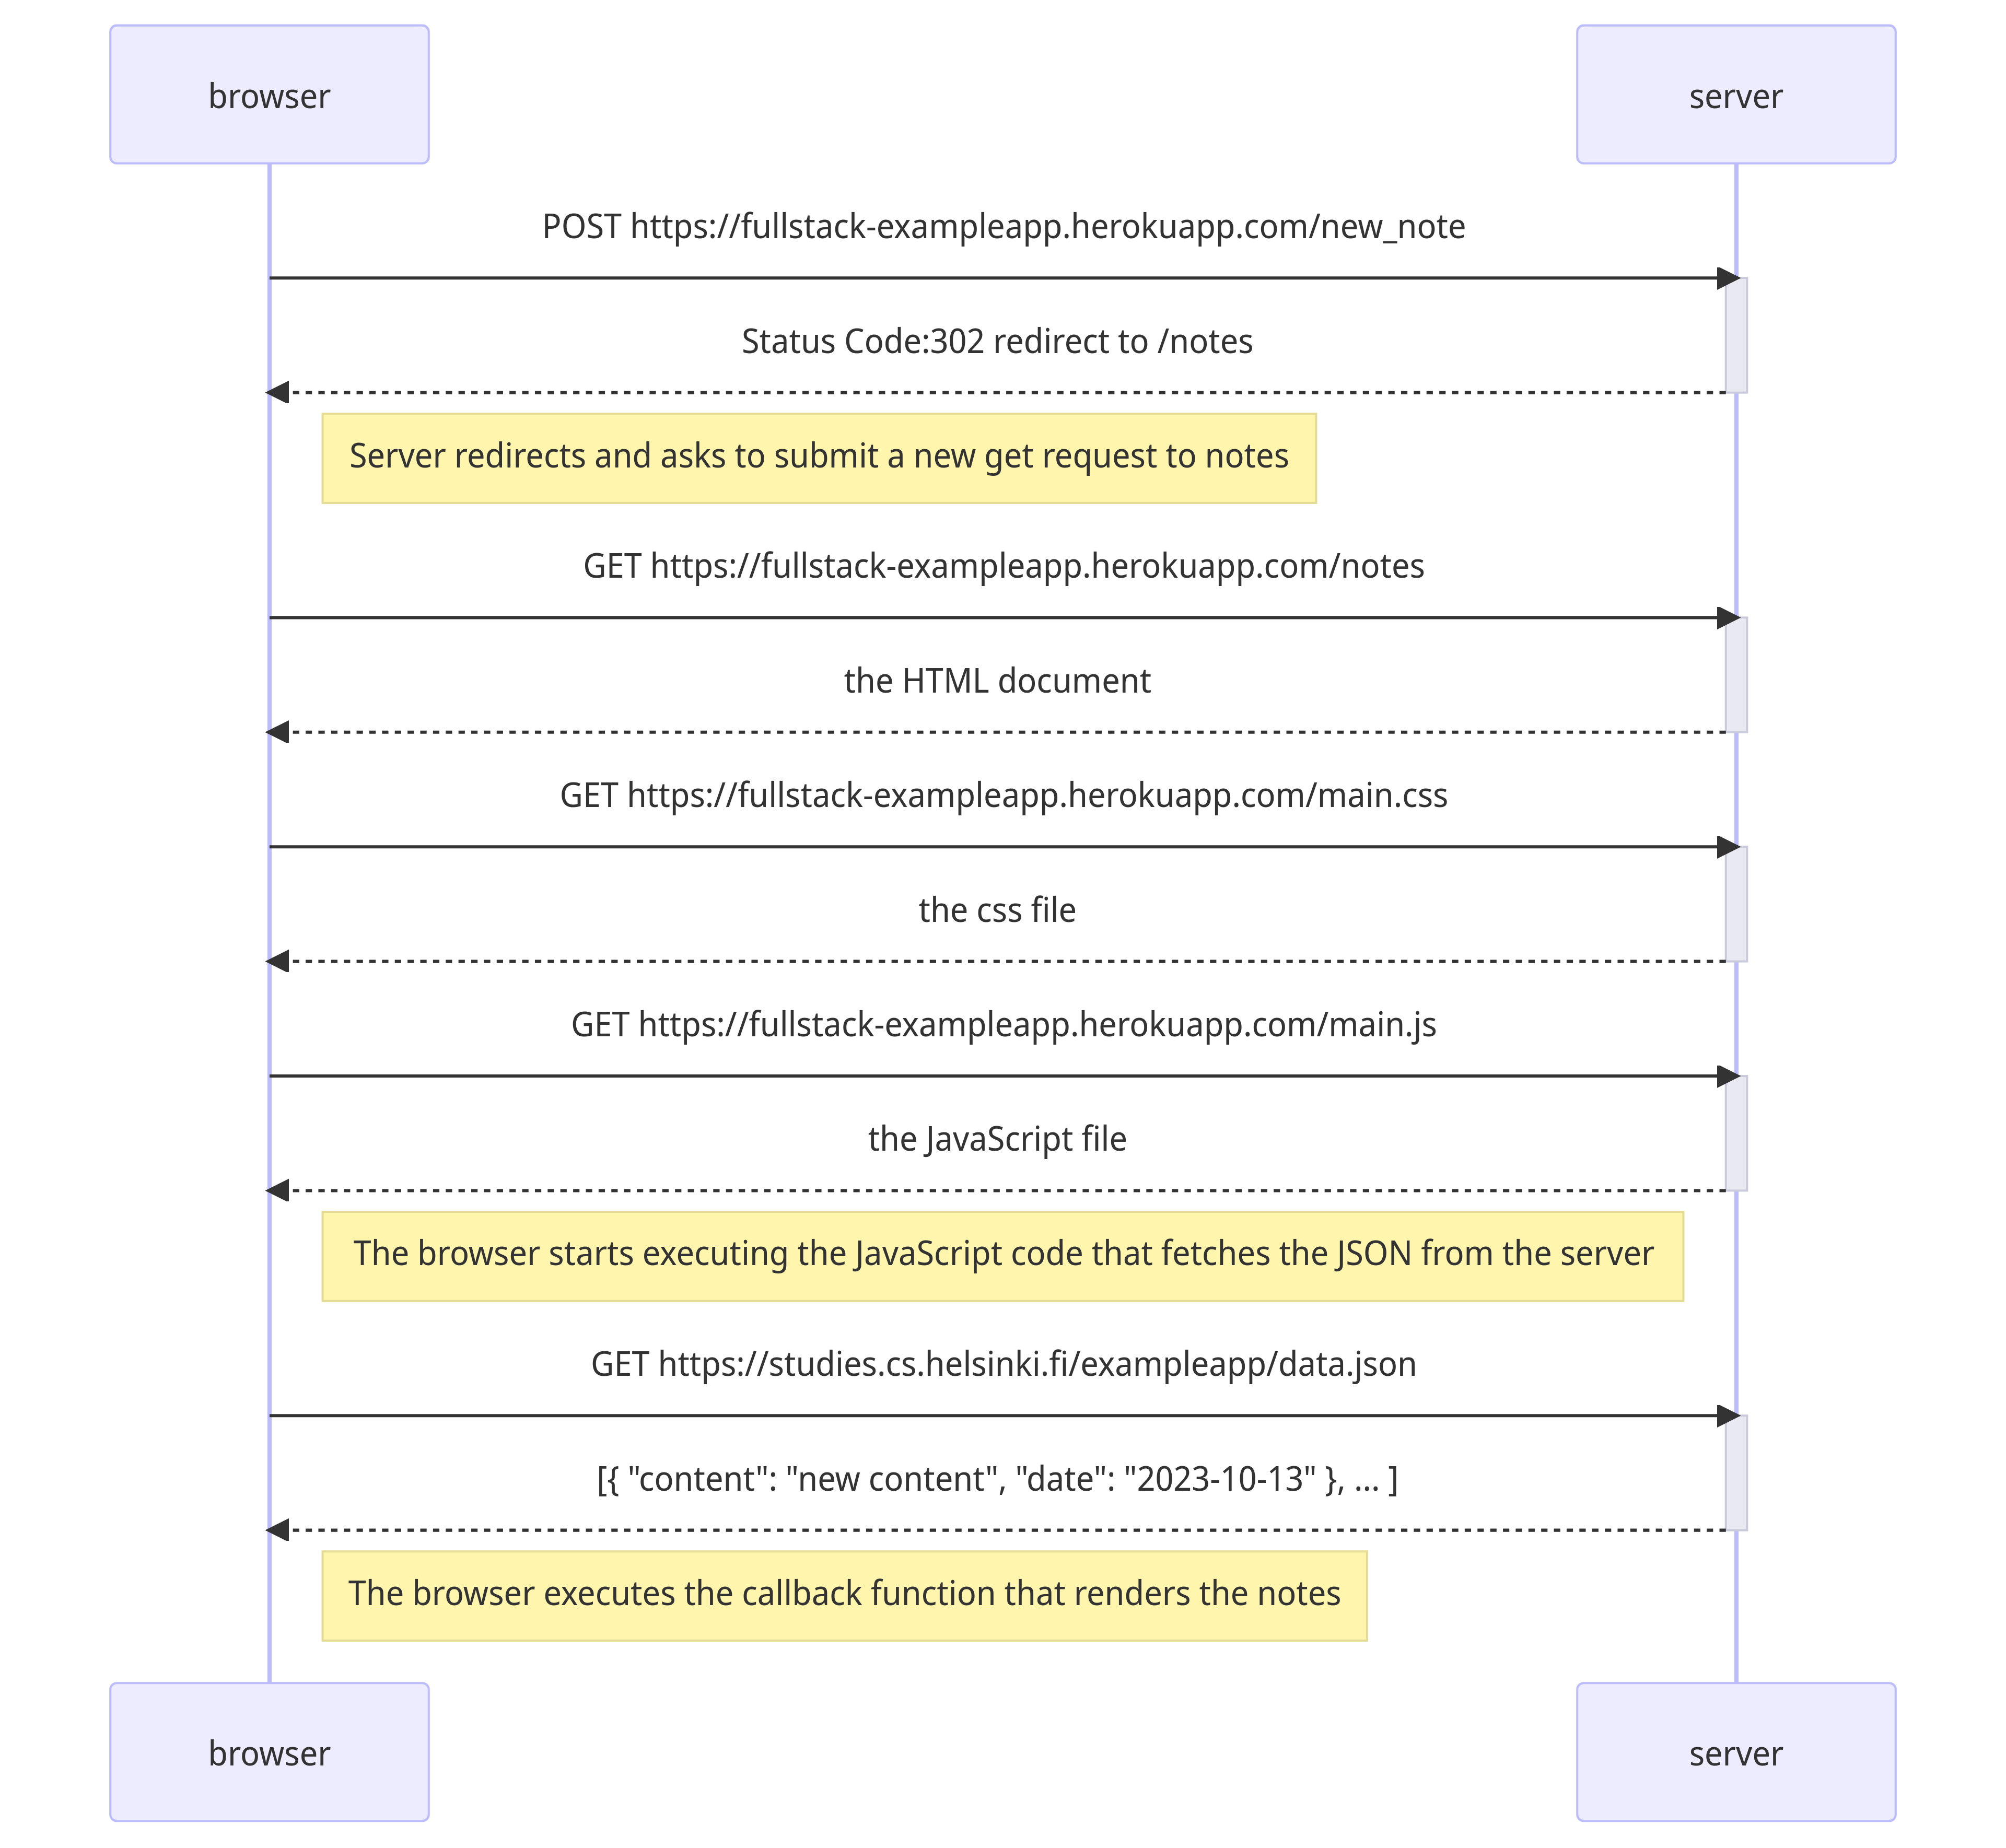 browser
server
POST https://fullstack-exampleapp.herokuapp.com/new_note
Status Code:302 redirect to /notes
Server redirects and asks to submit a new get request to notes
GET https://fullstack-exampleapp.herokuapp.com/notes
the HTML document
GET https://fullstack-exampleapp.herokuapp.com/main.css
the css file
GET https://fullstack-exampleapp.herokuapp.com/main.js
the JavaScript file
The browser starts executing the JavaScript code that fetches the JSON from the server
GET https://studies.cs.helsinki.fi/exampleapp/data.json
[{ "content": "new content", "date": "2023-10-13" }, ... ]
The browser executes the callback function that renders the notes
browser
server